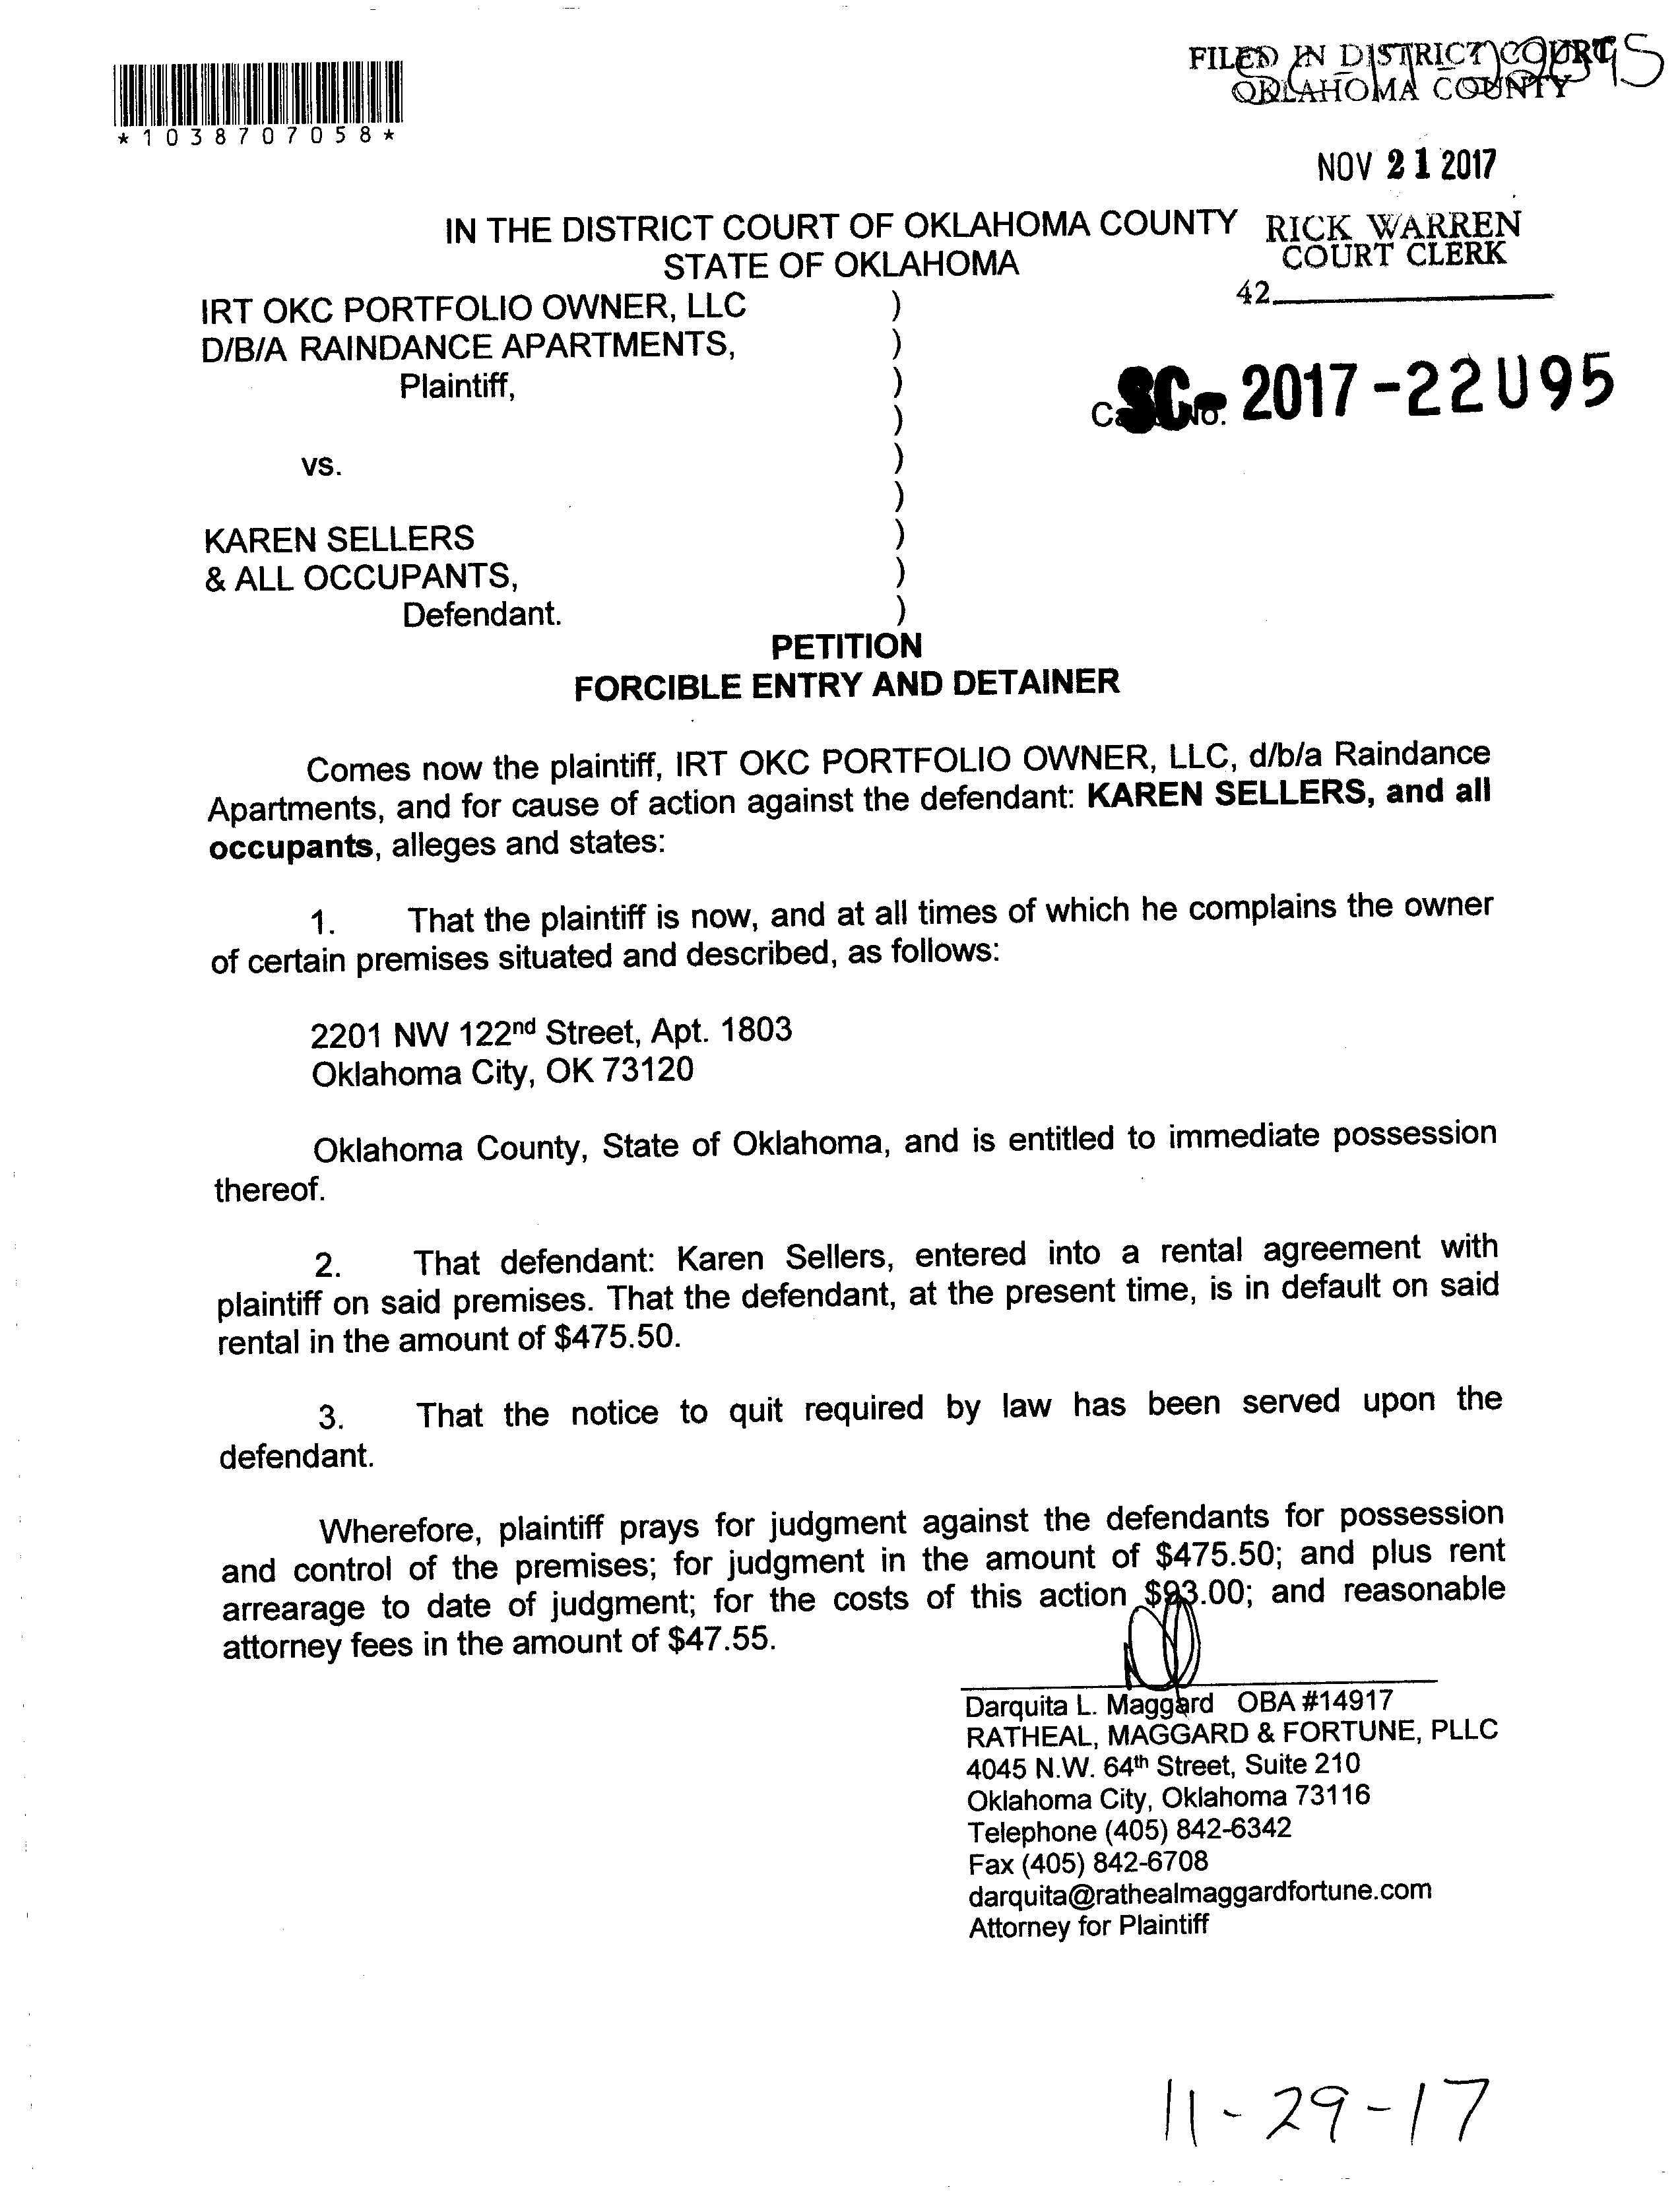 FILED IN DISTRICT COURT
OKLAHOMA COUNTY
*1038707058*
NOV 21 2017
IN THE DISTRICT COURT OF OKLAHOMA COUNTY
RICK WARREN
STATE OF OKLAHOMA
COURT CLERK
42
IRT OKC PORTFOLIO OWNER, LLC )
D/B/A RAINDANCE APARTMENTS, )
Plaintiff, )
SC- 2017-22095
)
vs. )
)
KAREN SELLERS )
& ALL OCCUPANTS, )
Defendant. )
PETITION
FORCIBLE ENTRY AND DETAINER
Comes now the plaintiff, IRT OKC PORTFOLIO OWNER, LLC, d/b/a Raindance
Apartments, and for cause of action against the defendant: KAREN SELLERS, and all
occupants, alleges and states:
1. That the plaintiff is now, and at all times of which he complains the owner
of certain premises situated and described, as follows:
2201 NW 122nd Street, Apt. 1803
Oklahoma City, OK 73120
Oklahoma County, State of Oklahoma, and is entitled to immediate possession
thereof.
2. That defendant: Karen Sellers, entered into a rental agreement with
plaintiff on said premises. That the defendant, at the present time, is in default on said
rental in the amount of $475.50.
3. That the notice to quit required by law has been served upon the
defendant.
Wherefore, plaintiff prays for judgment against the defendants for possession
and control of the premises; for judgment in the amount of $475.50; and plus rent
arrearage to date of judgment; for the costs of this action $93.00; and reasonable
attorney fees in the amount of $47.55.
Darquita L. Maggard OBA #14917
RATHEAL, MAGGARD & FORTUNE, PLLC
4045 N.W. 64th Street, Suite 210
Oklahoma City, Oklahoma 73116
Telephone (405) 842-6342
Fax (405) 842-6708
darquita@rathealmaggardfortune.com
Attorney for Plaintiff
11-29-17